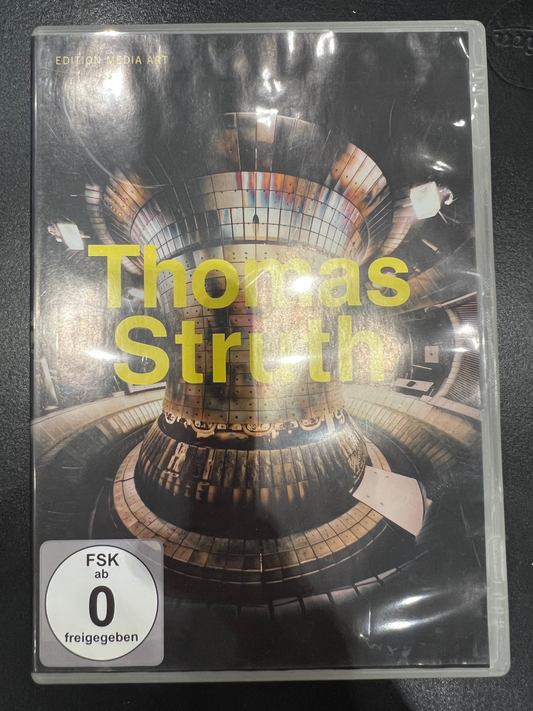 EDITION MEDIA ART
Thomas
Struth
FSK
ab
0
freigegeben